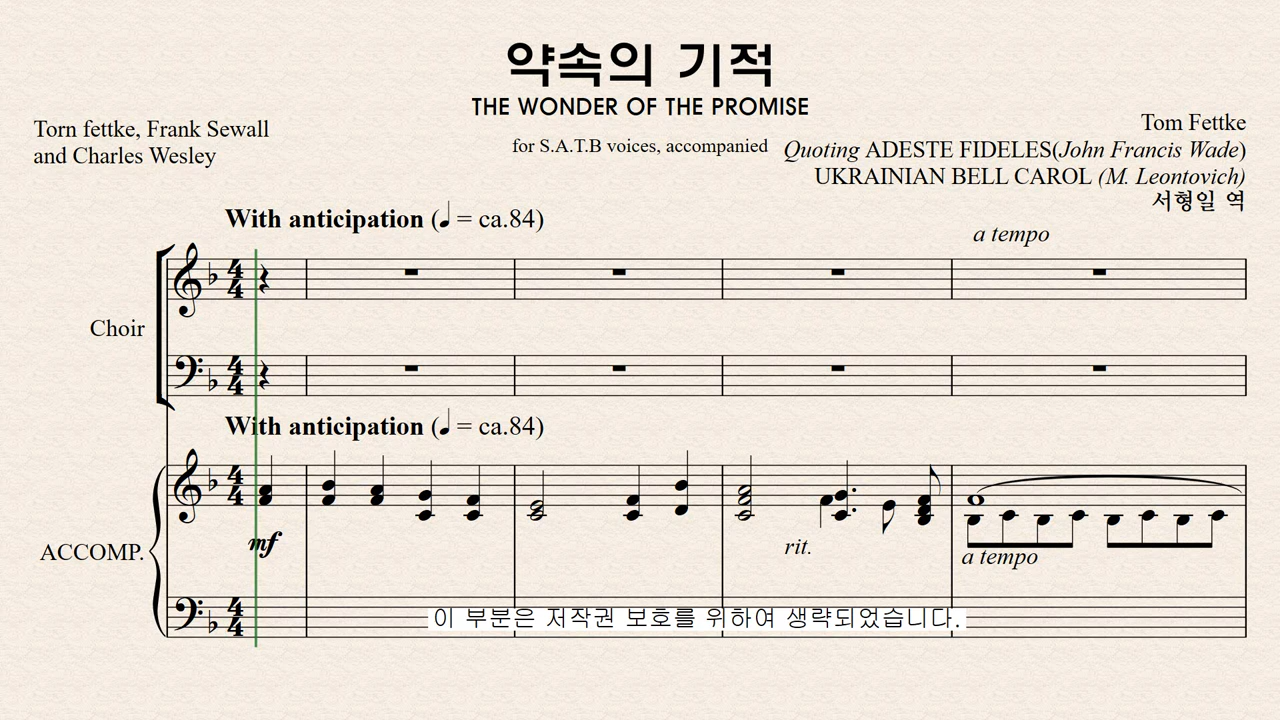 약속의 기적
THE WONDER OF THE PROMISE
Torn fettke, Frank Sewall
and Charles Wesley
for S.A.T.B voices, accompanied
Tom Fettke
Quoting ADESTE FIDELES(John Francis Wade)
UKRAINIAN BELL CAROL (M. Leontovich)
서형일 역
With anticipation (♩ = ca.84)
a tempo
Choir
With anticipation (♩ = ca.84)
mf
rit.
ACCOMP.
a tempo
이 부분은 저작권 보호를 위하여 생략되었습니다.